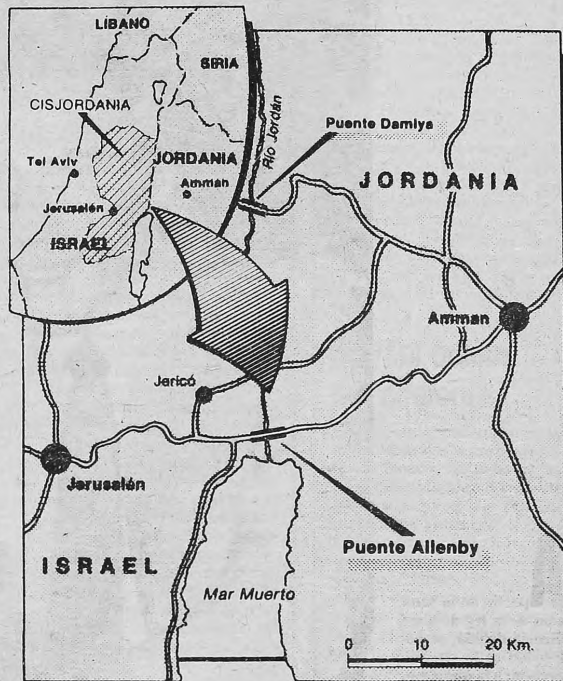 LÍBANO
SIRIA
CISJORDANIA
Tel Aviv
JORDANIA
Amman
Jerusalén
ISRAEL
Río Jordán
Puente Damiya
JORDANIA
Amman
Jericó
Jerusalén
Puente Allenby
ISRAEL
Mar Muerto
0 10 20 Km.